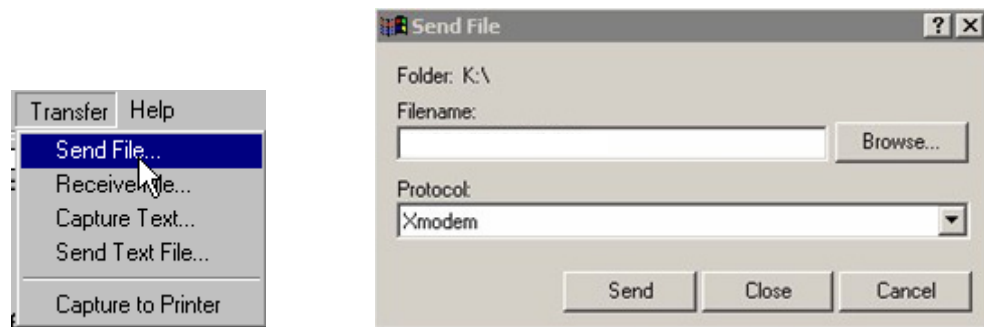 Transfer Help
Send File...
Receive File...
Capture Text...
Send Text File...
Capture to Printer
Send File
Folder: K:\
Filename:
Browse...
Protocol:
Xmodem
Send Close Cancel